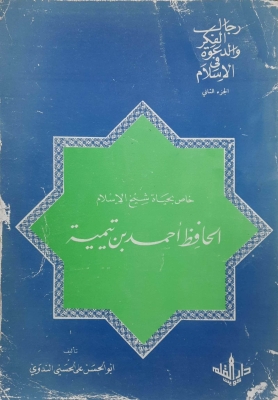 رجال
الفكر
والدعوة
في
الإسلام
الجزء الثاني
خاص بحياة شيخ الإسلام
الحافظ أحمد بن تيمية
تأليف
أبو الحسن علي الحسني الندوي
دار القلم